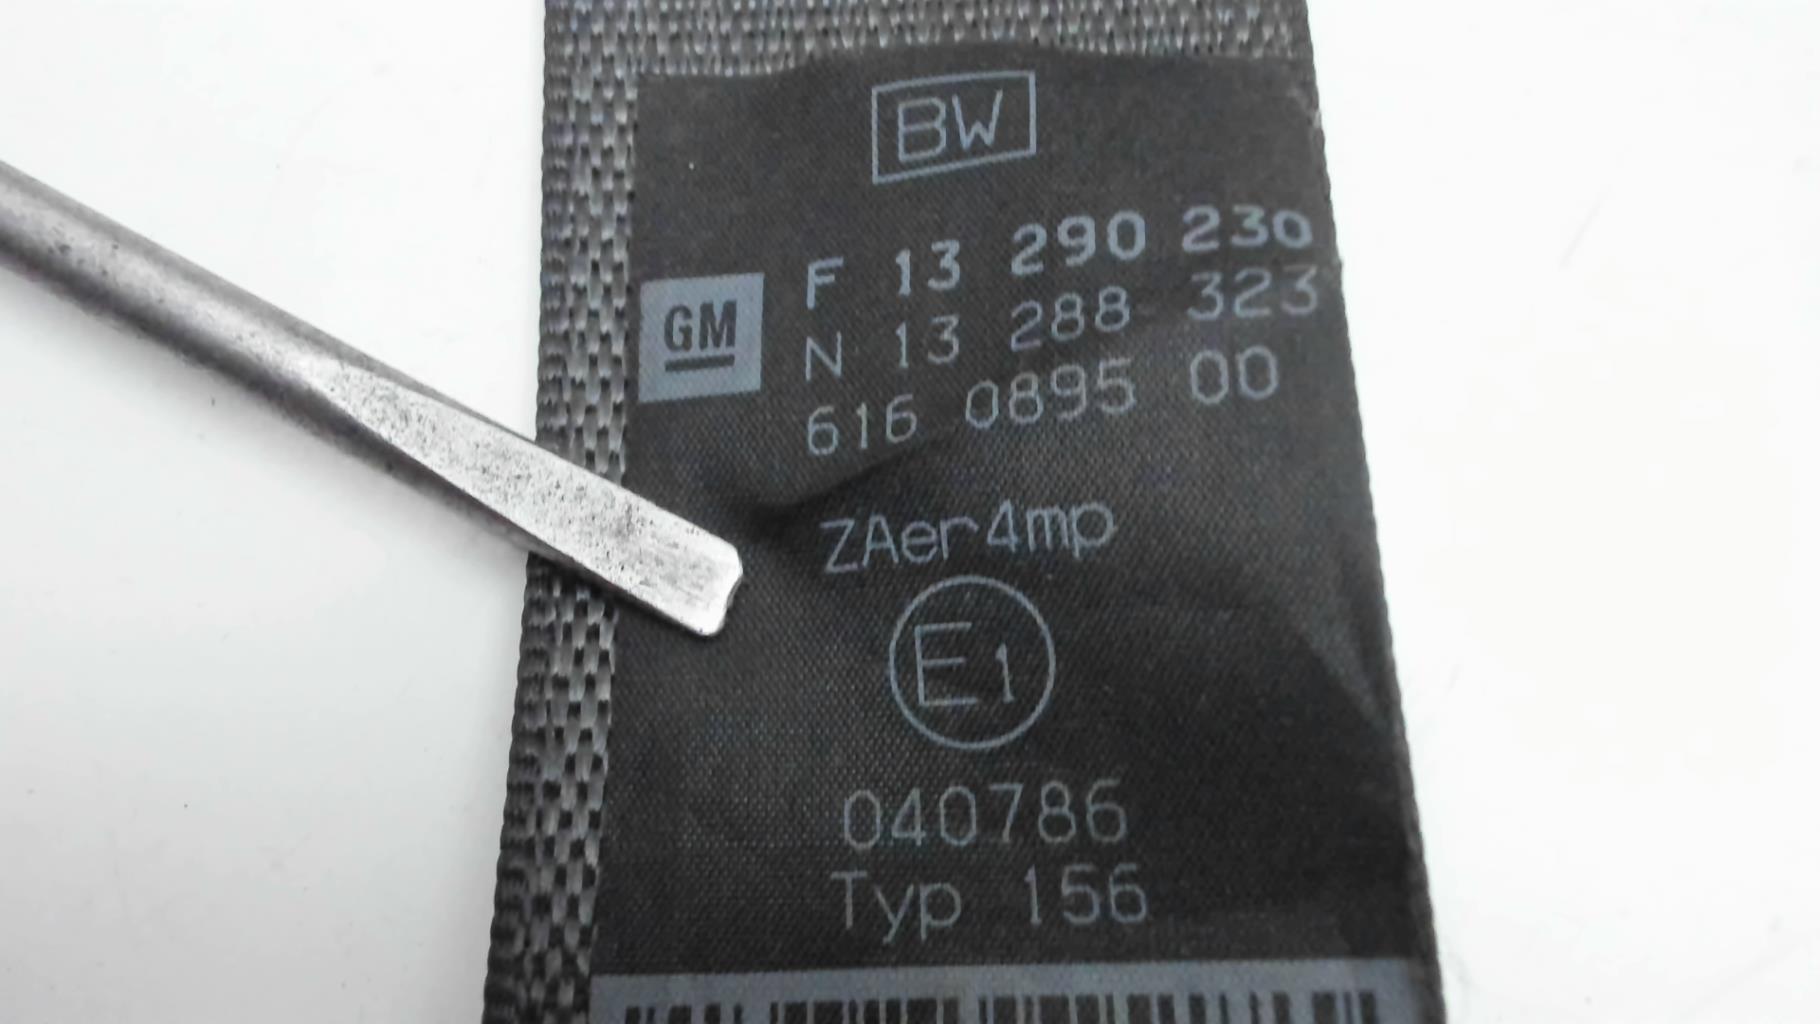 BW
F 13 290 230
GM
N 13 288 323
616 0895 00
ZAer4mp
E1
040786
Typ 156